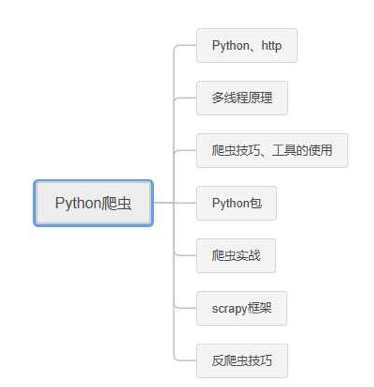 Python、http
多线程原理
爬虫技巧、工具的使用
Python爬虫
Python包
爬虫实战
scrapy框架
反爬虫技巧